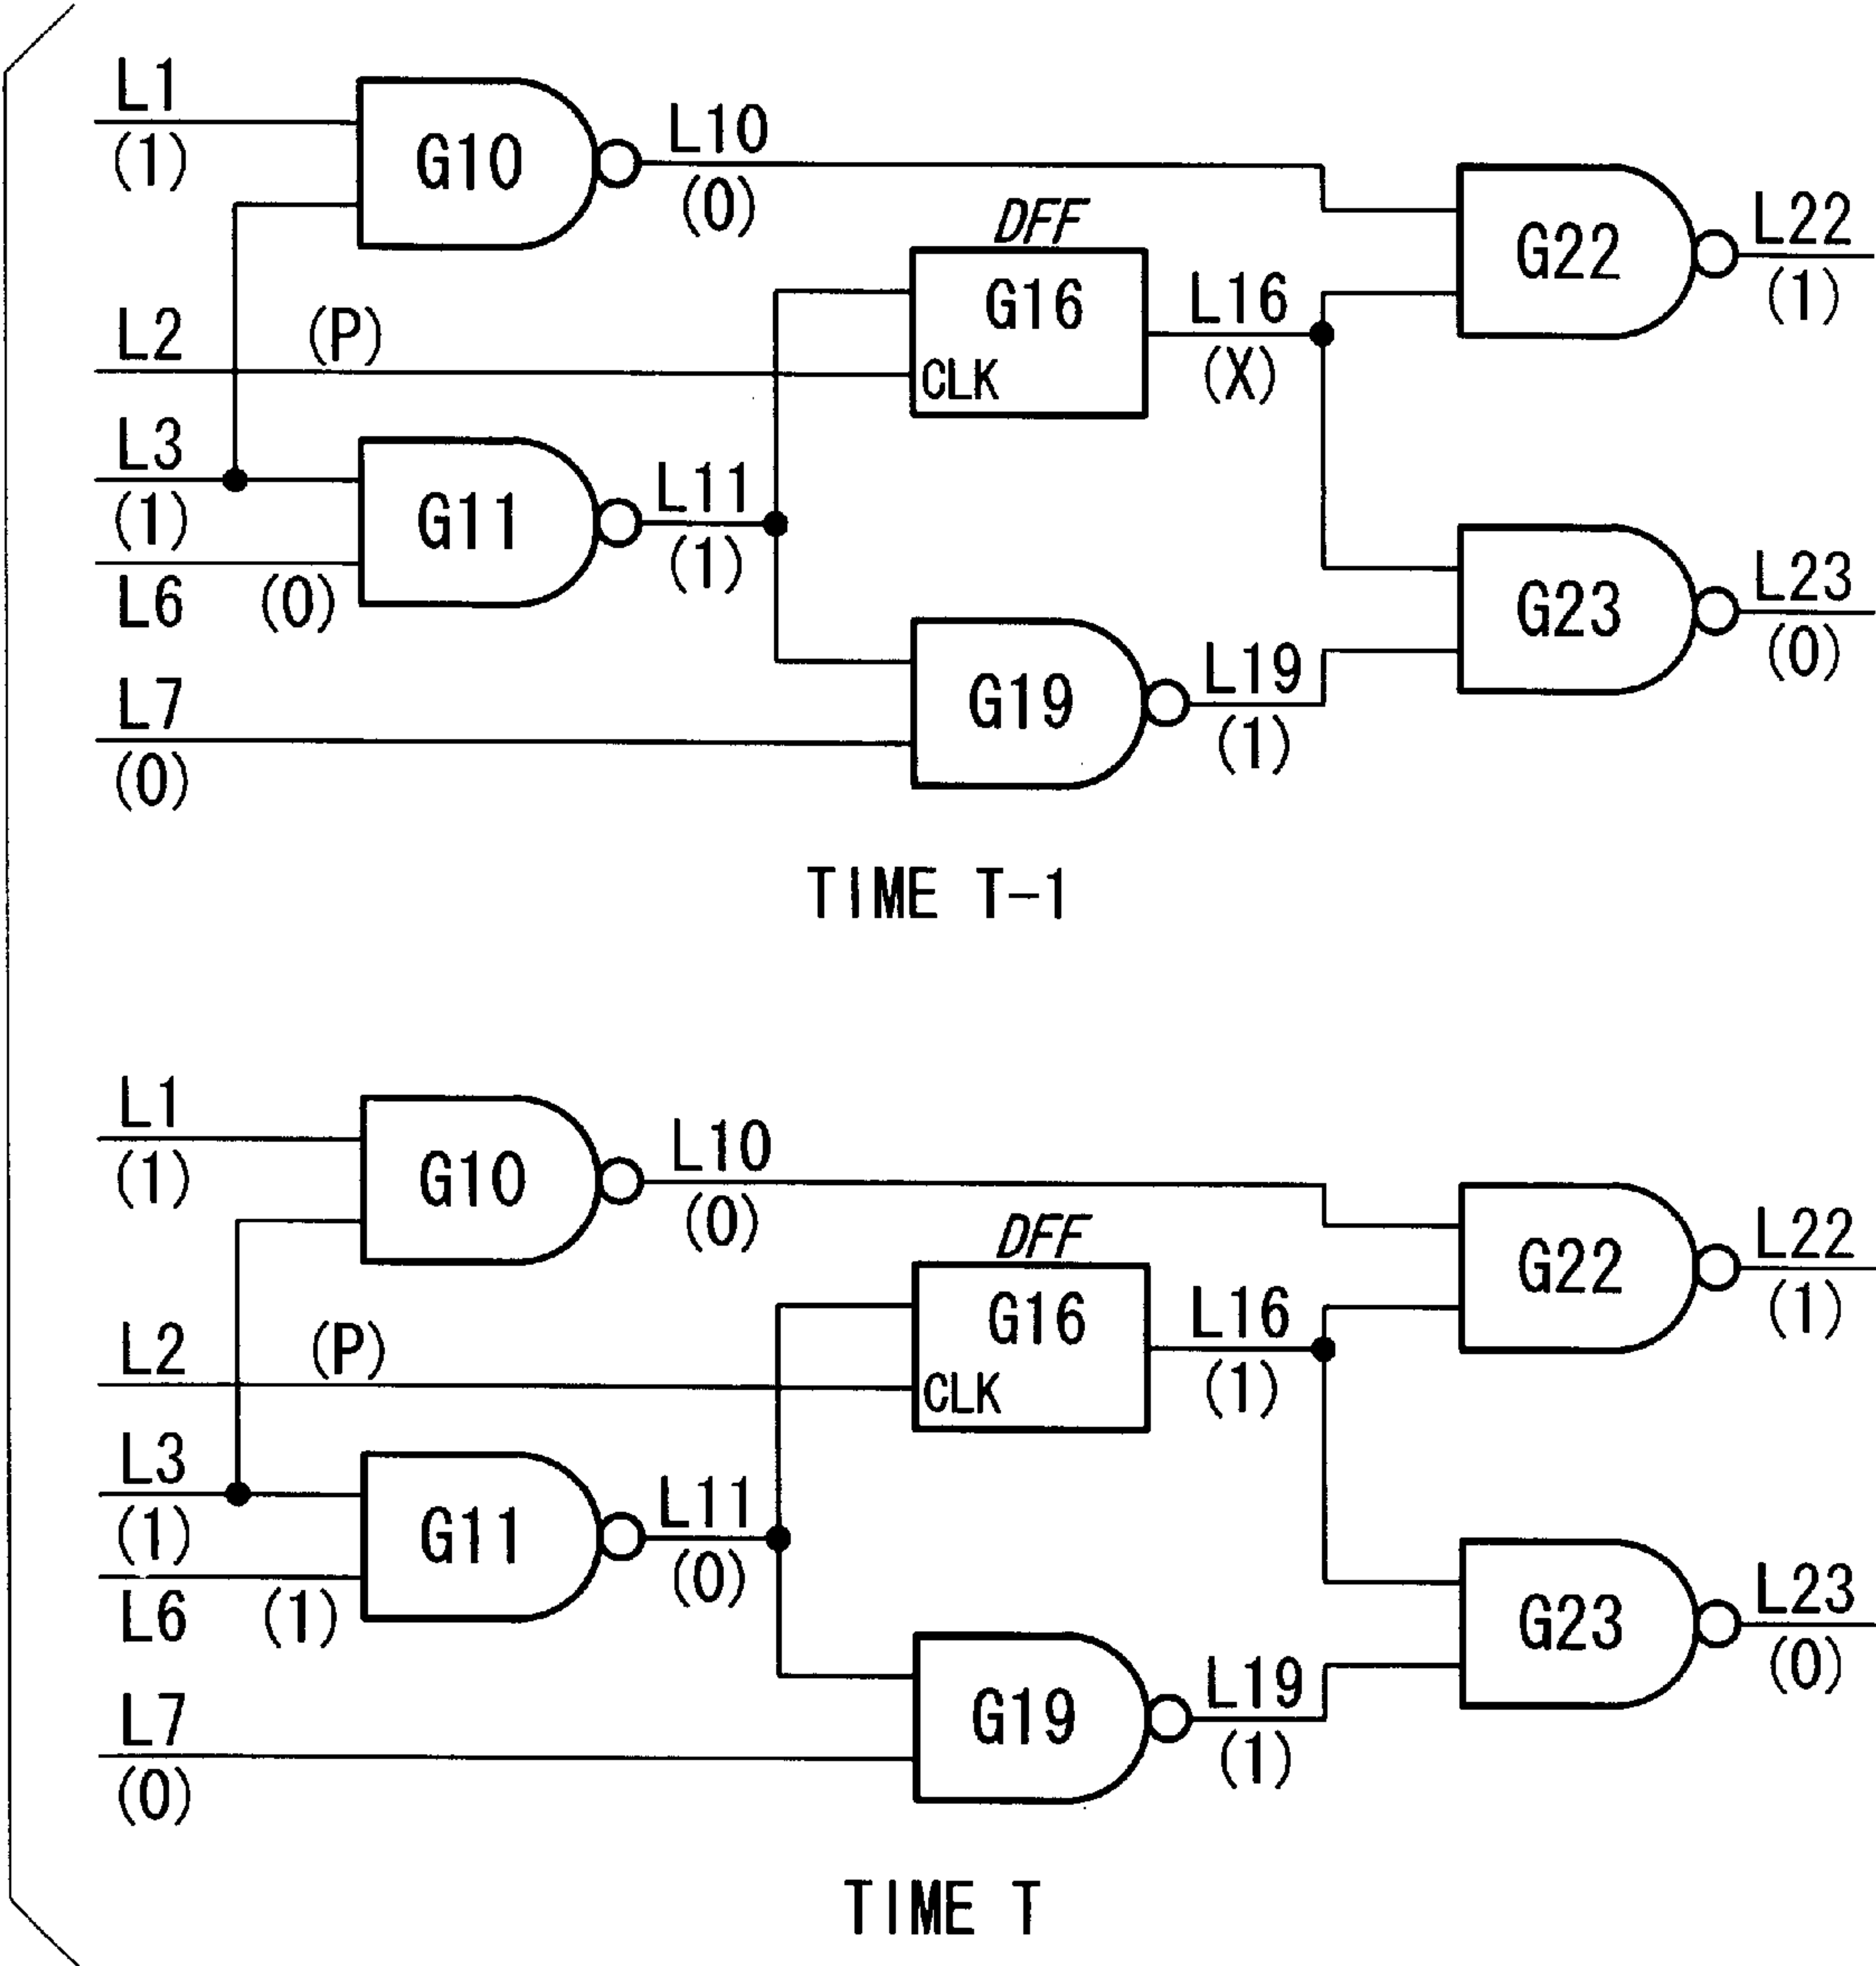 L1
(1)
G10
L10
(0)
DFF
G16
CLK
L16
(X)
G22
L22
(1)
L2
(P)
L3
(1)
G11
L11
(1)
L6
(0)
G23
L23
(0)
L7
(0)
G19
L19
(1)
TIME T-1
L1
(1)
G10
L10
(0)
DFF
G16
CLK
L16
(1)
G22
L22
(1)
L2
(P)
L3
(1)
G11
L11
(0)
L6
(1)
G23
L23
(0)
L7
(0)
G19
L19
(1)
TIME T